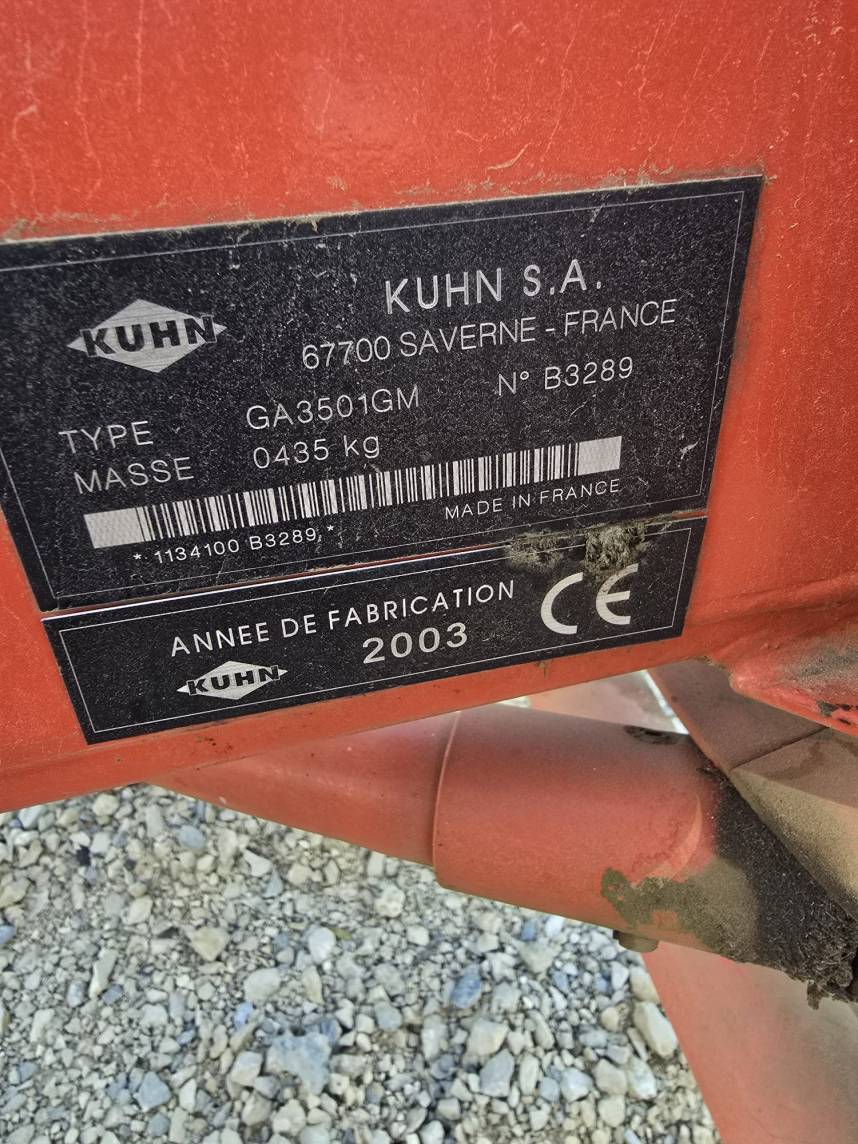 KUHN
KUHN S.A.
67700 SAVERNE - FRANCE
TYPE GA3501GM N° B3289
MASSE 0435 kg
* 1134100 B3289 *
MADE IN FRANCE
ANNEE DE FABRICATION
2003
KUHN
CE